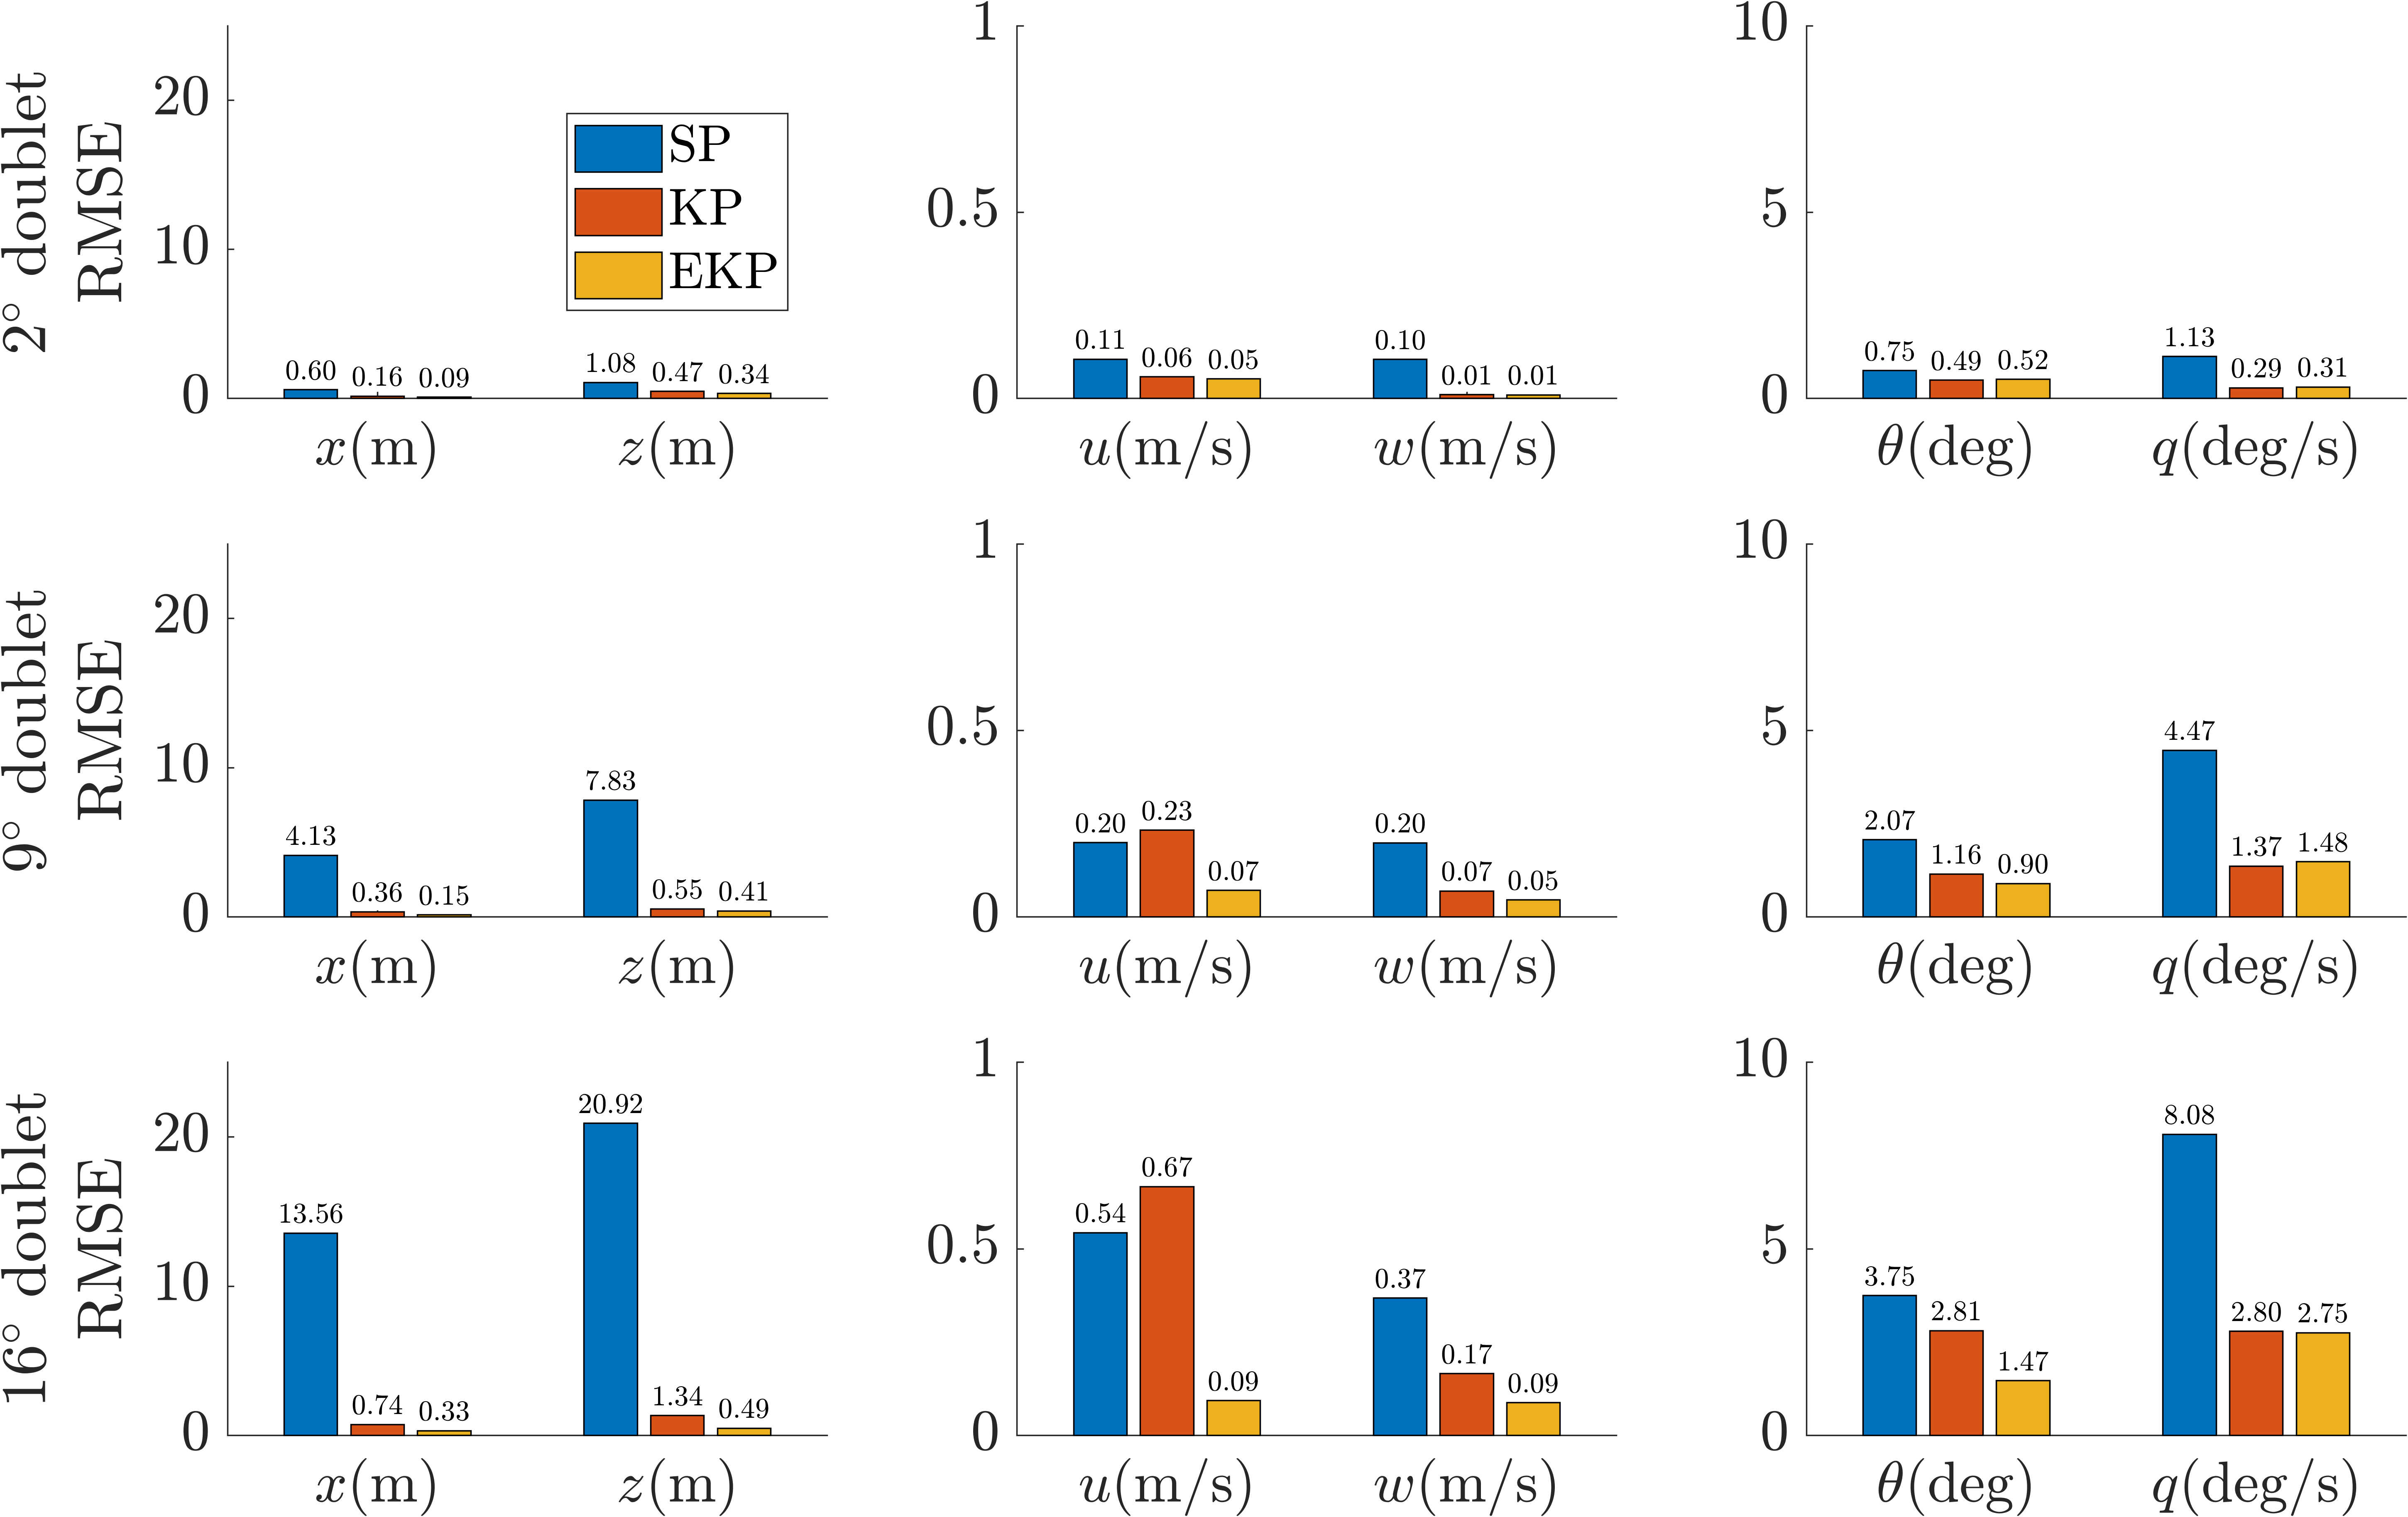 2° doublet
RMSE
20
10
0
SP
KP
EKP
0.60 0.16 0.09
1.08 0.47 0.34
x(m) z(m)
1
0.5
0
0.11 0.06 0.05
0.10 0.01 0.01
u(m/s) w(m/s)
10
5
0
0.75 0.49 0.52
1.13 0.29 0.31
θ(deg) q(deg/s)
9° doublet
RMSE
20
10
0
4.13 0.36 0.15
7.83 0.55 0.41
x(m) z(m)
1
0.5
0
0.20 0.23 0.07
0.20 0.07 0.05
u(m/s) w(m/s)
10
5
0
2.07 1.16 0.90
4.47 1.37 1.48
θ(deg) q(deg/s)
16° doublet
RMSE
20
10
0
13.56 0.74 0.33
20.92 1.34 0.49
x(m) z(m)
1
0.5
0
0.54 0.67 0.09
0.37 0.17 0.09
u(m/s) w(m/s)
10
5
0
3.75 2.81 1.47
8.08 2.80 2.75
θ(deg) q(deg/s)